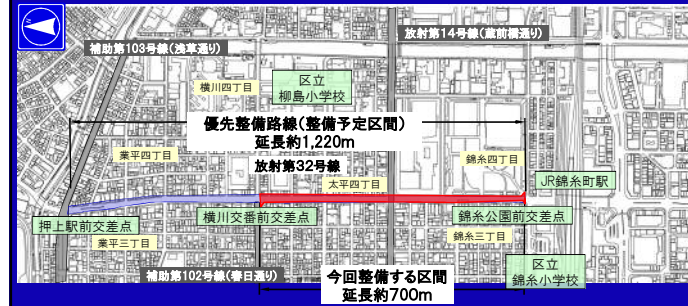 補助第103号線(浅草通り)
放射第14号線(蔵前橋通り)
横川四丁目
区立
柳島小学校
優先整備路線(整備予定区間)
延長約1,220m
業平四丁目
放射第32号線
錦糸四丁目
太平四丁目
JR錦糸町駅
押上駅前交差点
横川交番前交差点
錦糸公園前交差点
業平三丁目
錦糸三丁目
補助第102号線(春日通り)
今回整備する区間
延長約700m
区立
錦糸小学校